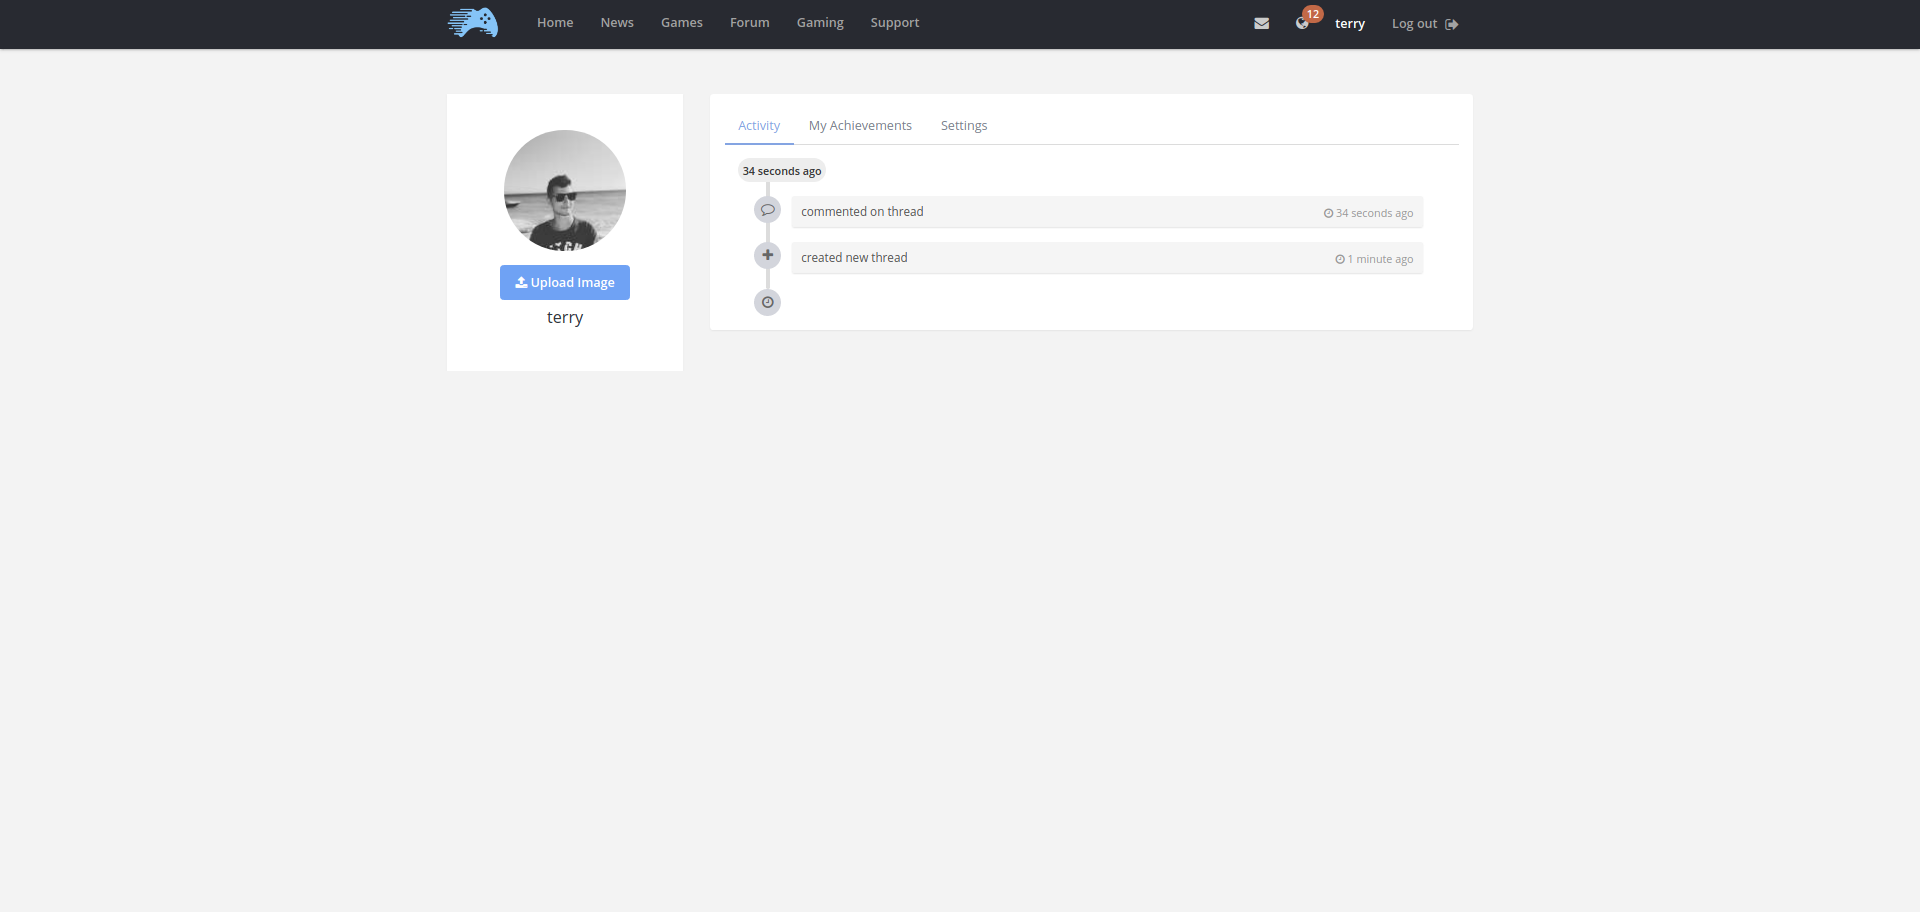 Home News Games Forum Gaming Support 12 terry Log out
Activity My Achievements Settings
34 seconds ago
commented on thread 34 seconds ago
created new thread 1 minute ago
Upload Image
terry